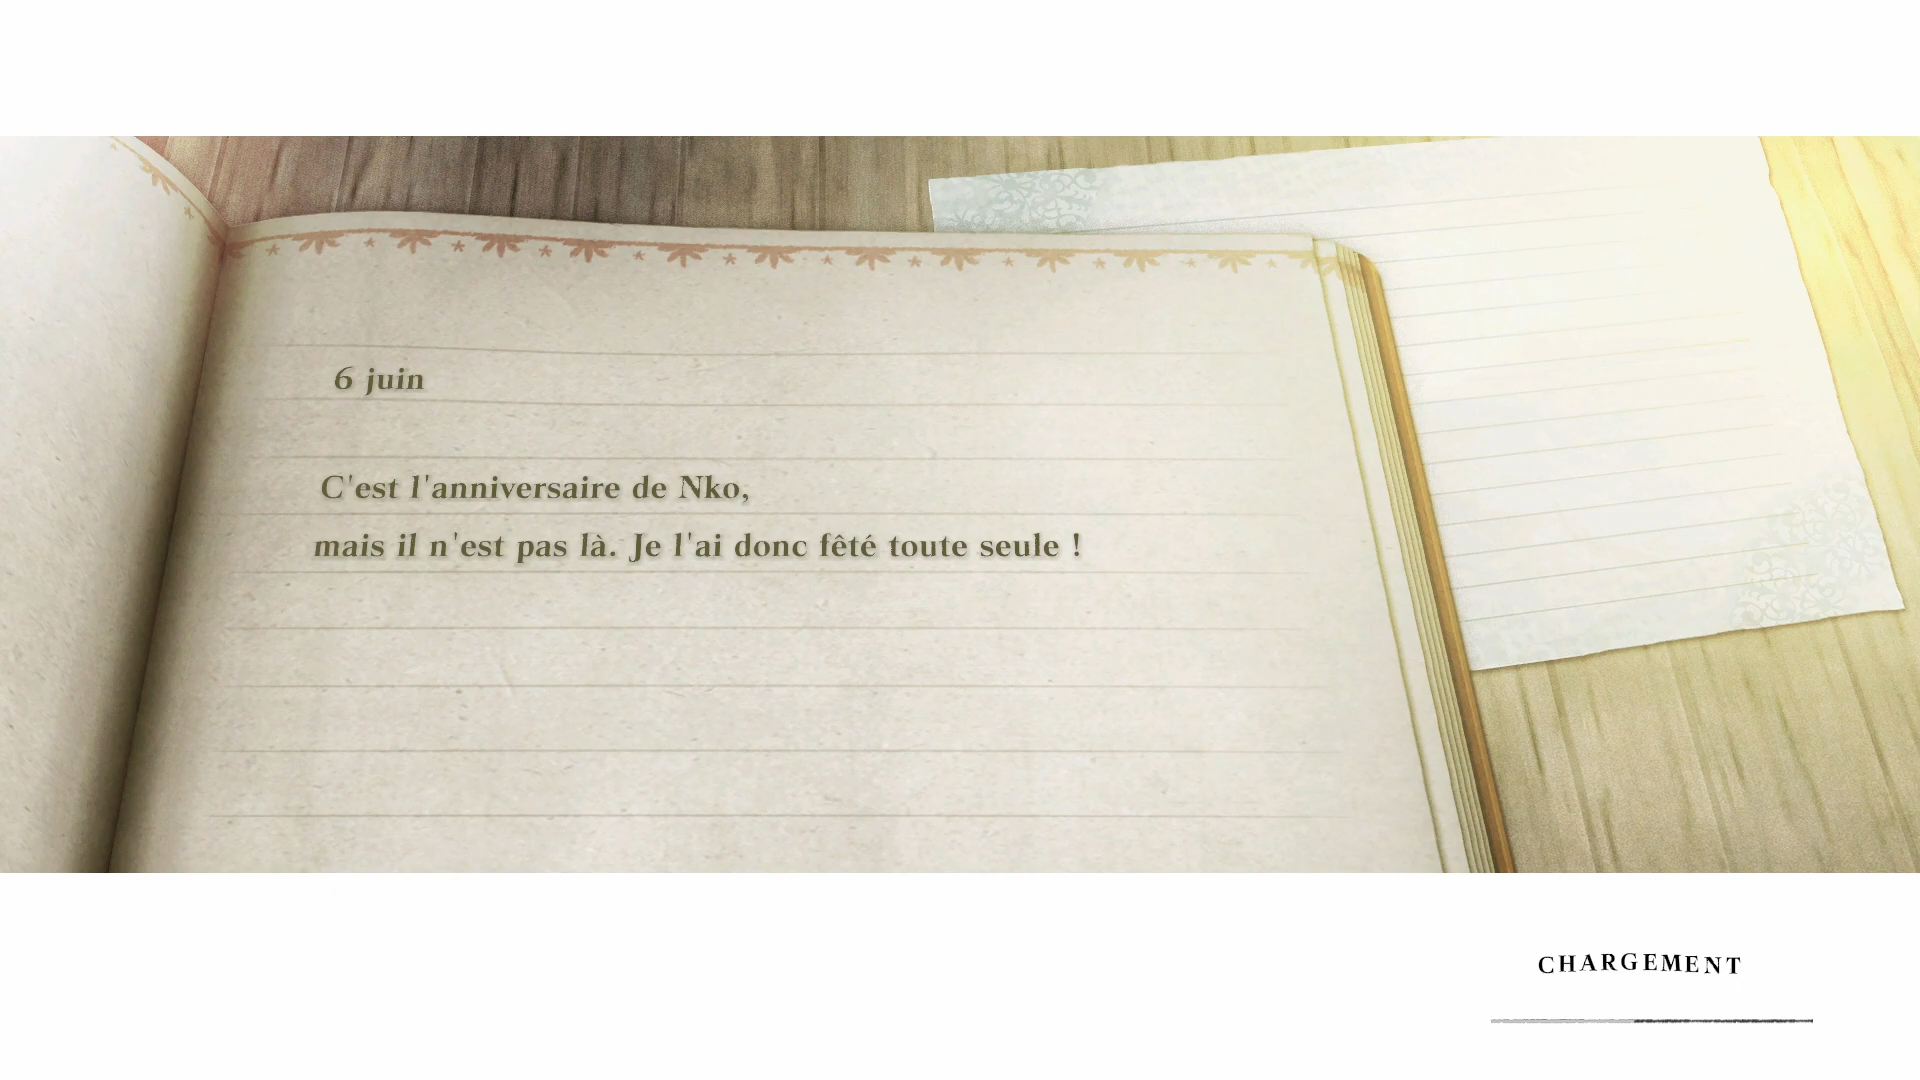 6 juin
C'est l'anniversaire de Nko,
mais il n'est pas là. Je l'ai donc fêté toute seule !
CHARGEMENT